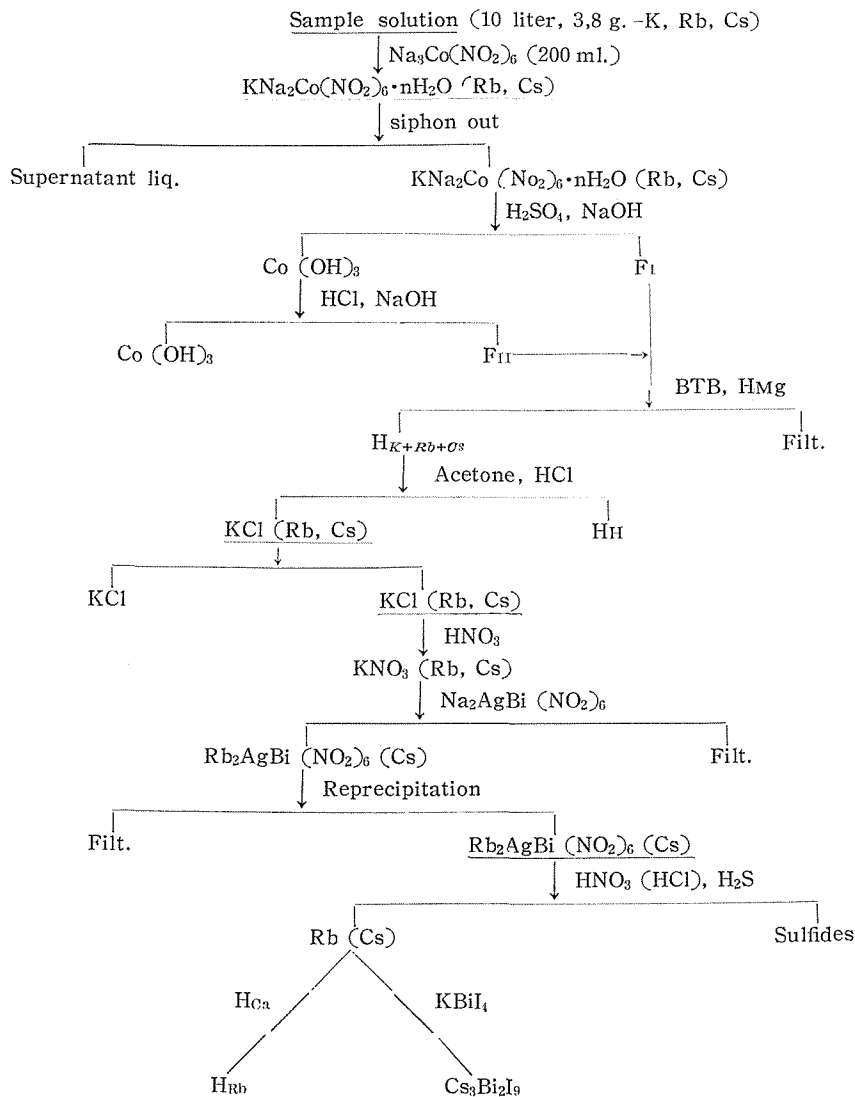 Sample solution (10 liter, 3,8 g. -K, Rb, Cs)
Na₃Co(NO₂)₆ (200 ml.)
KNa₂Co(NO₂)₆·nH₂O (Rb, Cs)
siphon out
Supernatant liq.
KNa₂Co (No₂)₆·nH₂O (Rb, Cs)
H₂SO₄, NaOH
Co (OH)₃
FI
HCl, NaOH
Co (OH)₃
FII
BTB, HMg
HK+Rb+Cs
Filt.
Acetone, HCl
KCl (Rb, Cs)
HH
KCl
KCl (Rb, Cs)
HNO₃
KNO₃ (Rb, Cs)
Na₂AgBi (NO₂)₆
Rb₂AgBi (NO₂)₆ (Cs)
Filt.
Reprecipitation
Filt.
Rb₂AgBi (NO₂)₆ (Cs)
HNO₃ (HCl), H₂S
Rb (Cs)
Sulfides
HCa
KBiI₄
HRb
Cs₃Bi₂I₉